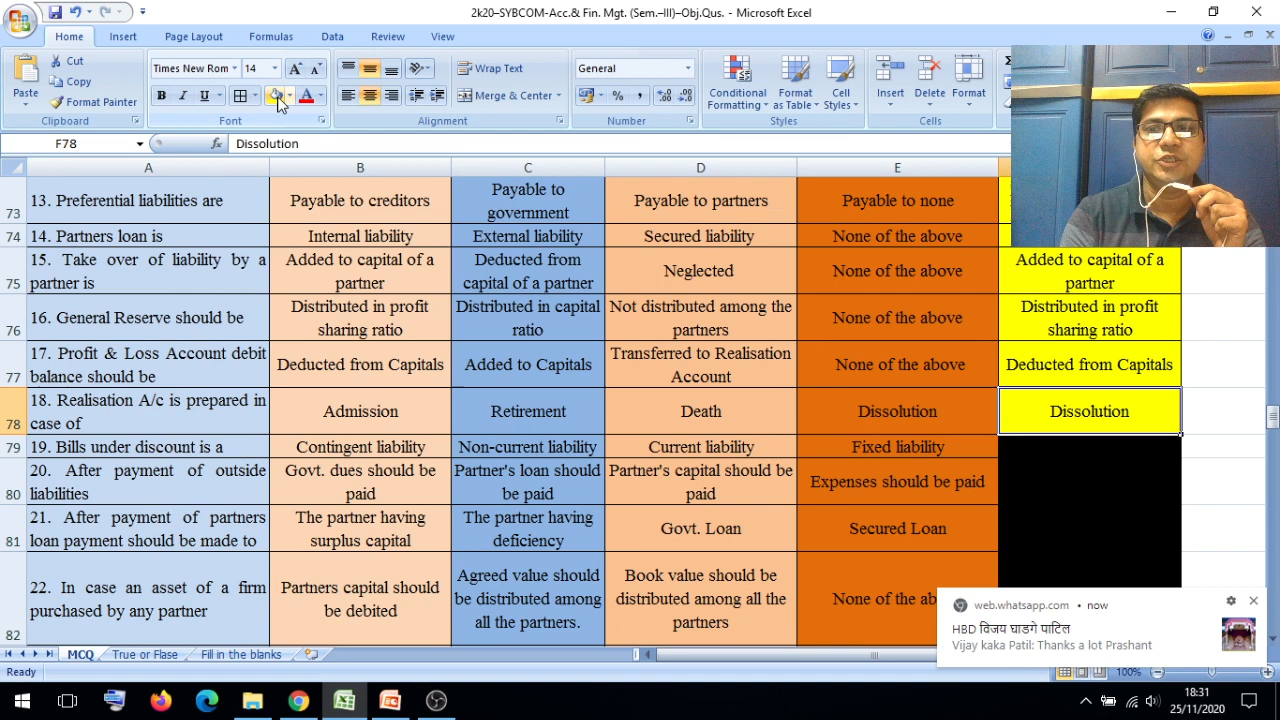 2k20–SYBCOM-Acc.& Fin. Mgt. (Sem.–III)–Obj.Qus. - Microsoft Excel
Home Insert Page Layout Formulas Data Review View
Paste Cut Copy Format Painter
Clipboard
Times New Rom 14 A A
B I U A
Font
Wrap Text
Merge & Center
Alignment
General
% ,
Number
Conditional Formatting Format as Table Cell Styles
Styles
Insert Delete Format
Cells
F78 fx Dissolution
A B C D E
73 13. Preferential liabilities are Payable to creditors Payable to government Payable to partners Payable to none
74 14. Partners loan is Internal liability External liability Secured liability None of the above
75 15. Take over of liability by a partner is Added to capital of a partner Deducted from capital of a partner Neglected None of the above Added to capital of a partner
76 16. General Reserve should be Distributed in profit sharing ratio Distributed in capital ratio Not distributed among the partners None of the above Distributed in profit sharing ratio
77 17. Profit & Loss Account debit balance should be Deducted from Capitals Added to Capitals Transferred to Realisation Account None of the above Deducted from Capitals
78 18. Realisation A/c is prepared in case of Admission Retirement Death Dissolution Dissolution
79 19. Bills under discount is a Contingent liability Non-current liability Current liability Fixed liability
80 20. After payment of outside liabilities Govt. dues should be paid Partner's loan should be paid Partner's capital should be paid Expenses should be paid
81 21. After payment of partners loan payment should be made to The partner having surplus capital The partner having deficiency Govt. Loan Secured Loan
82 22. In case an asset of a firm purchased by any partner Partners capital should be debited Agreed value should be distributed among all the partners. Book value should be distributed among all the partners None of the ab
web.whatsapp.com • now
HBD विजय घाडगे पाटिल
Vijay kaka Patil: Thanks a lot Prashant
MCQ True or Flase Fill in the blanks
Ready 100%
18:31
25/11/2020